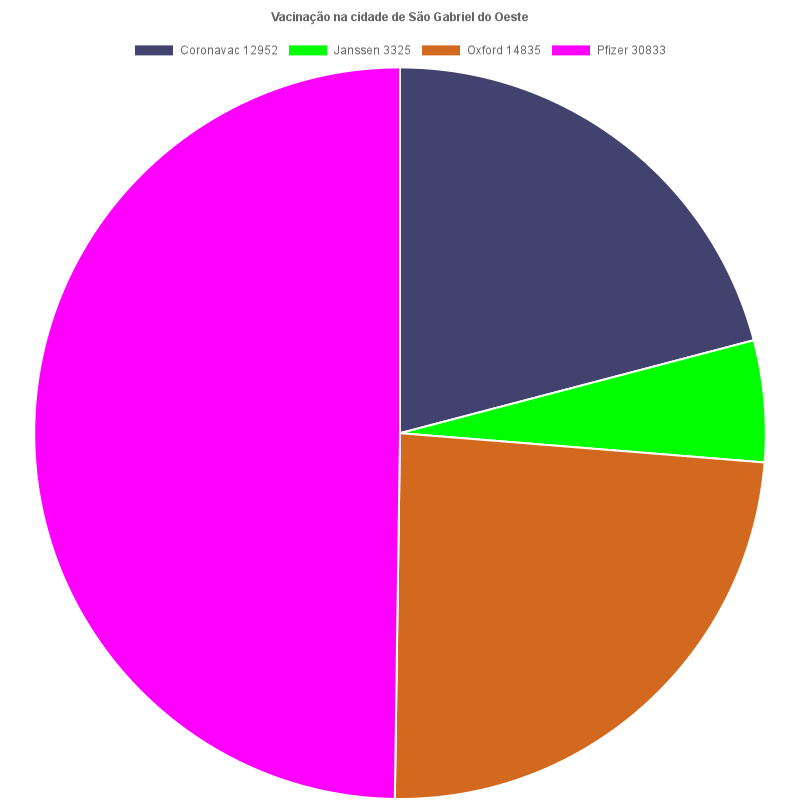 Vacinação na cidade de São Gabriel do Oeste
Coronavac 12952 Janssen 3325 Oxford 14835 Pfizer 30833